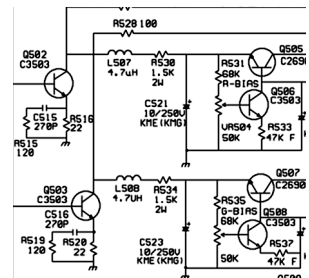 R528 100
Q502
C3503
L507
4.7uH
R530
1.5K
2W
R531
68K
R-BIAS
Q505
C2690
Q506
C3503
C515
270P
R516
22
R515
120
C521
10/250V
KME(KMG)
VR504
50K
R533
47K F
Q503
C3503
L508
4.7UH
R534
1.5K
2W
R535
G-BIAS
68K
Q507
C2690
Q508
C3503
C516
270P
R519
120
R520
22
C523
10/250V
KME(KMG)
50K
R537
47K F